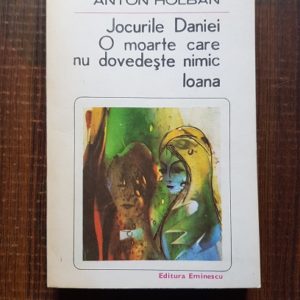 ANTON HOLBAN
Jocurile Daniei
O moarte care
nu dovedește nimic
Ioana
Editura Eminescu